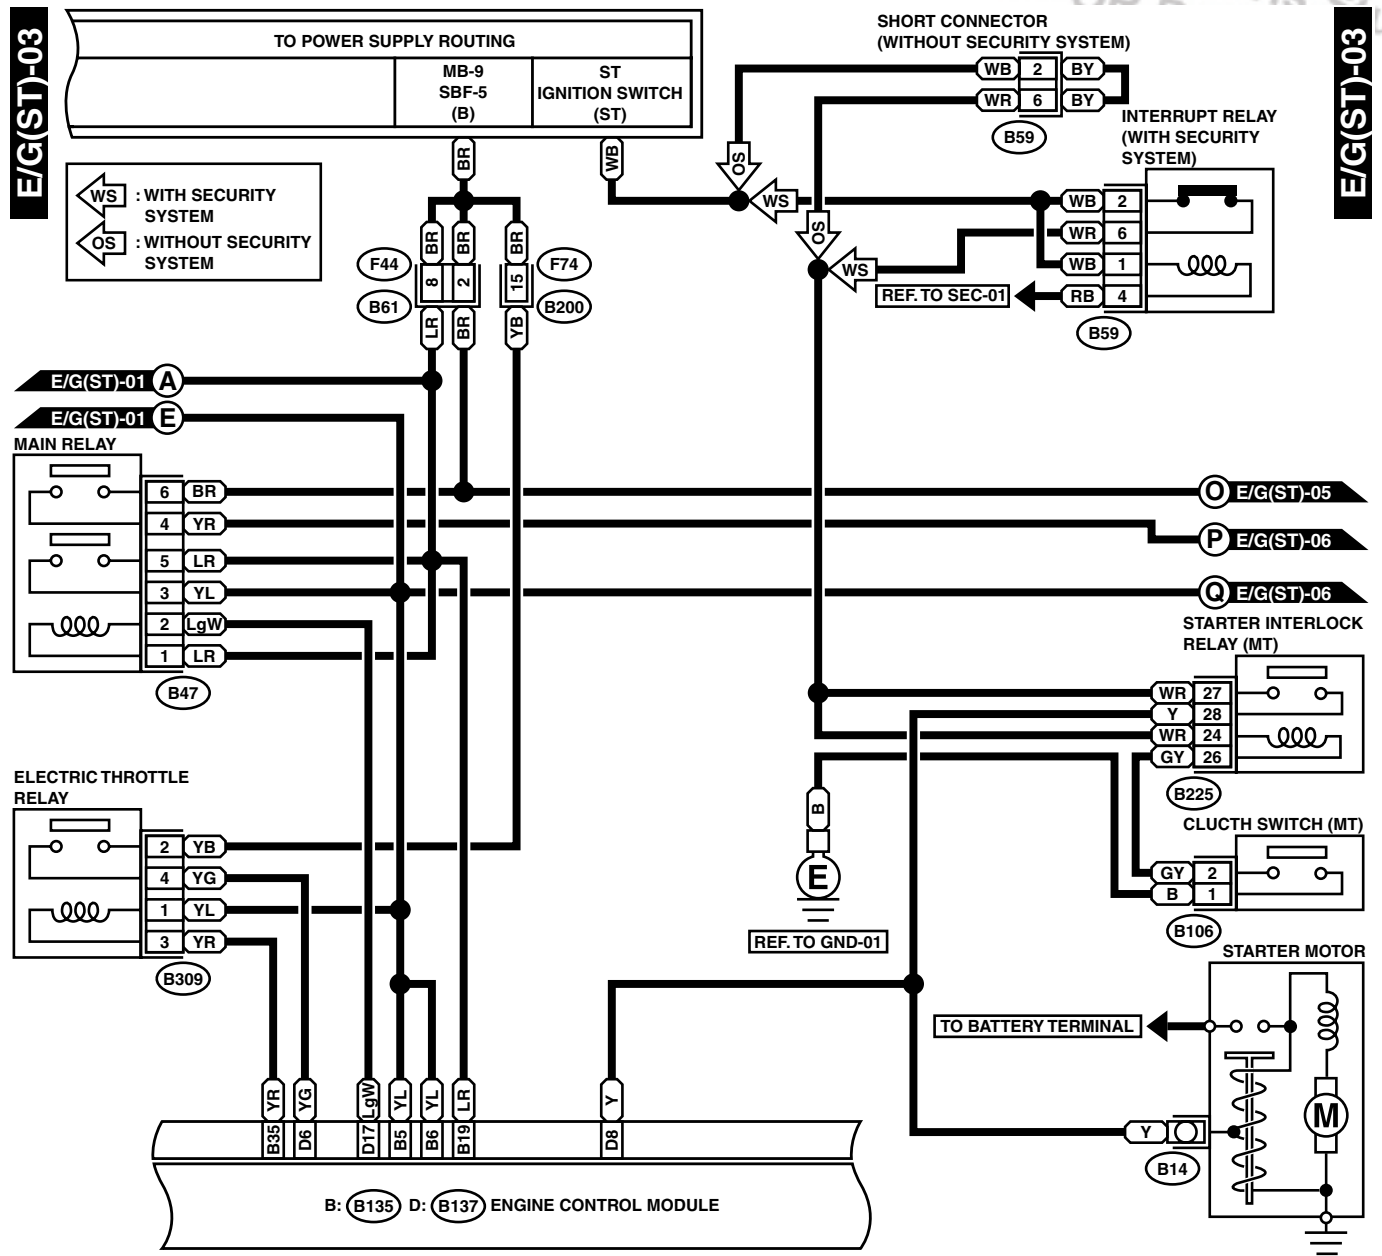 E/G(ST)-03
TO POWER SUPPLY ROUTING
MB-9
SBF-5
(B)
ST
IGNITION SWITCH
(ST)
SHORT CONNECTOR
(WITHOUT SECURITY SYSTEM)
WB 2 BY
WR 6 BY
B59
E/G(ST)-03
INTERRUPT RELAY
(WITH SECURITY
SYSTEM)
WS : WITH SECURITY
SYSTEM
OS : WITHOUT SECURITY
SYSTEM
BR
WB
OS
WS
OS
WS
WB 2
WR 6
WB 1
RB 4
REF. TO SEC-01
B59
BR BR BR
F44 8 2 15 F74
B61 B200
LR BR YB
E/G(ST)-01 A
E/G(ST)-01 E
MAIN RELAY
6 BR
4 YR
5 LR
3 YL
2 LgW
1 LR
B47
O E/G(ST)-05
P E/G(ST)-06
Q E/G(ST)-06
STARTER INTERLOCK
RELAY (MT)
WR 27
Y 28
WR 24
GY 26
B225
ELECTRIC THROTTLE
RELAY
2 YB
4 YG
1 YL
3 YR
B309
B
E
REF. TO GND-01
CLUCTH SWITCH (MT)
GY 2
B 1
B106
STARTER MOTOR
TO BATTERY TERMINAL
M
Y
B14
YR YG LgW YL YL LR Y
B35 D6 D17 B5 B6 B19 D8
B: B135 D: B137 ENGINE CONTROL MODULE